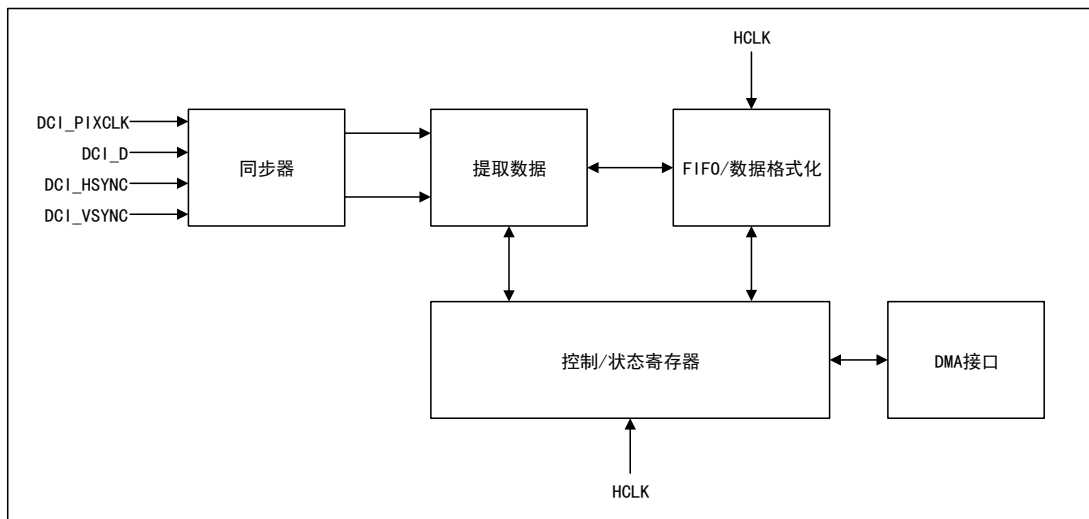 HCLK
DCI_PIXCLK
DCI_D
DCI_HSYNC
DCI_VSYNC
同步器
提取数据
FIFO/数据格式化
控制/状态寄存器
DMA接口
HCLK